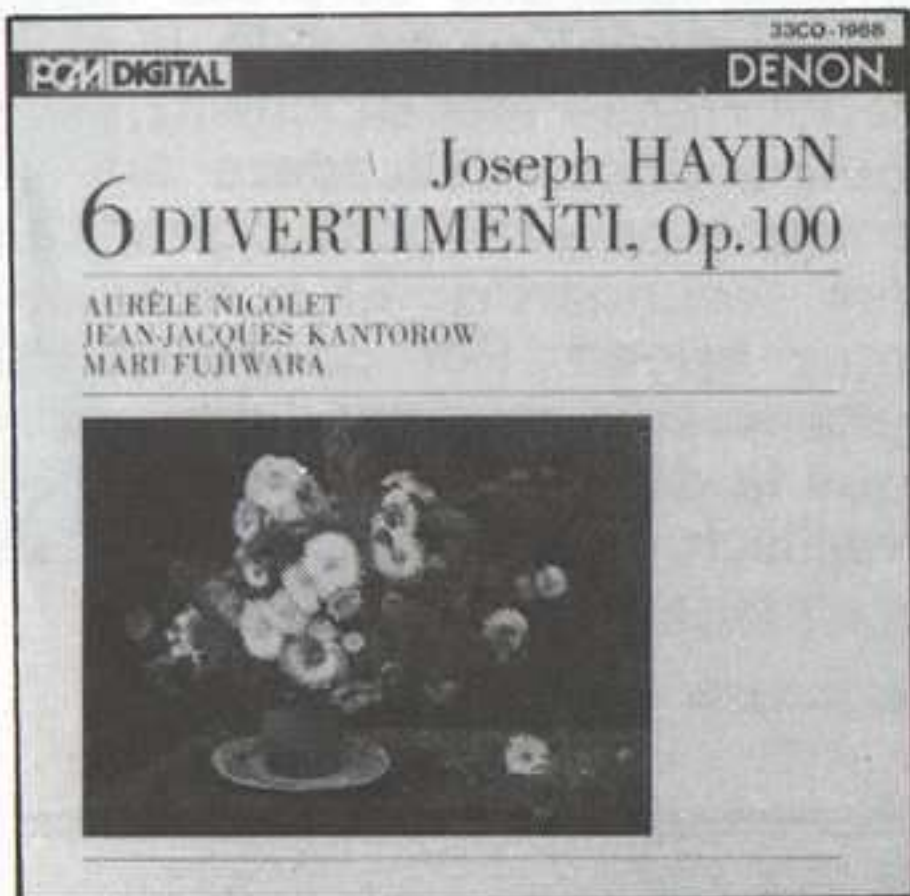 33CO-1968
PCM DIGITAL DENON
Joseph HAYDN
6 DIVERTIMENTI, Op.100
AURÈLE NICOLET
JEAN-JACQUES KANTOROW
MARI FUJIWARA